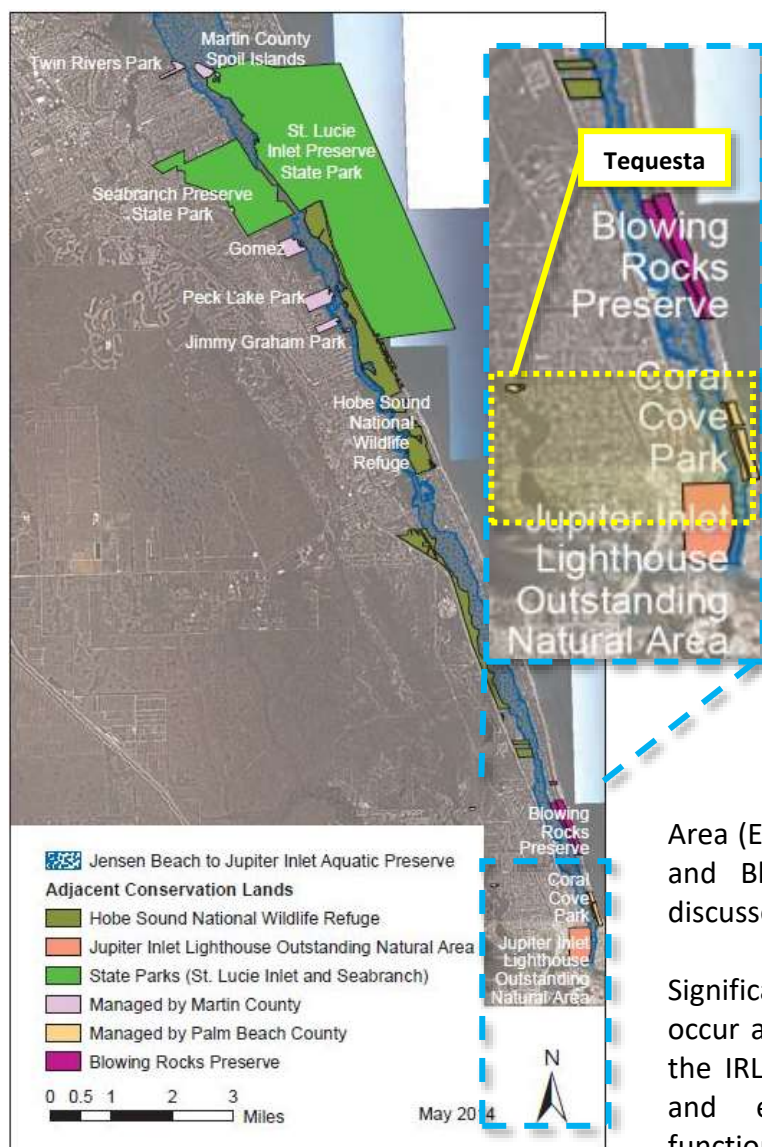 Martin County
Spoil Islands
Twin Rivers Park
St. Lucie
Inlet Preserve
State Park
Seabranch Preserve
State Park
Gomez
Peck Lake Park
Jimmy Graham Park
Hobe Sound
National
Wildlife
Refuge
Blowing
Rocks
Preserve
Coral
Cove
Park
Jupiter Inlet
Lighthouse
Outstanding
Natural Area
Tequesta
Blowing
Rocks
Preserve
Coral
Cove
Park
Jupiter Inlet
Lighthouse
Outstanding
Natural Area
Jensen Beach to Jupiter Inlet Aquatic Preserve
Adjacent Conservation Lands
Hobe Sound National Wildlife Refuge
Jupiter Inlet Lighthouse Outstanding Natural Area
State Parks (St. Lucie Inlet and Seabranch)
Managed by Martin County
Managed by Palm Beach County
Blowing Rocks Preserve
0 0.5 1 2 3
Miles
May 2014
N
Area (E
and Bl
discusse
Significa
occur a
the IRL
and e
functio